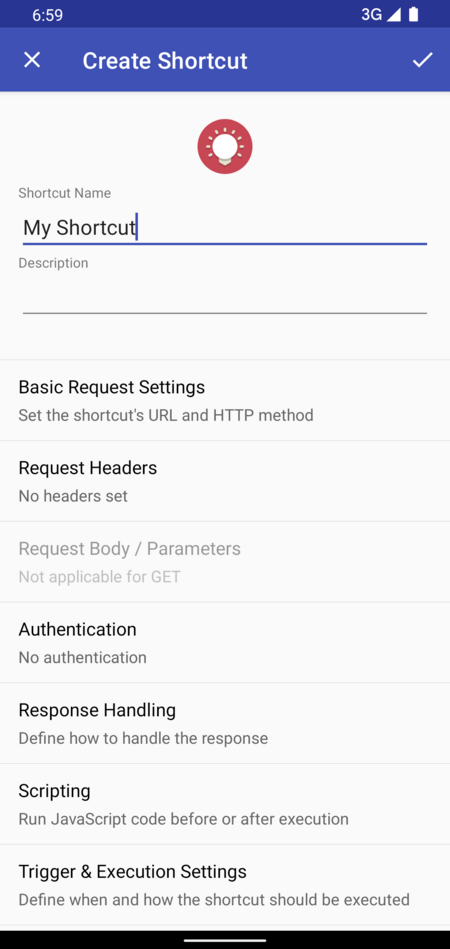 6:59
3G
Create Shortcut
Shortcut Name
My Shortcut
Description
Basic Request Settings
Set the shortcut's URL and HTTP method
Request Headers
No headers set
Request Body / Parameters
Not applicable for GET
Authentication
No authentication
Response Handling
Define how to handle the response
Scripting
Run JavaScript code before or after execution
Trigger & Execution Settings
Define when and how the shortcut should be executed